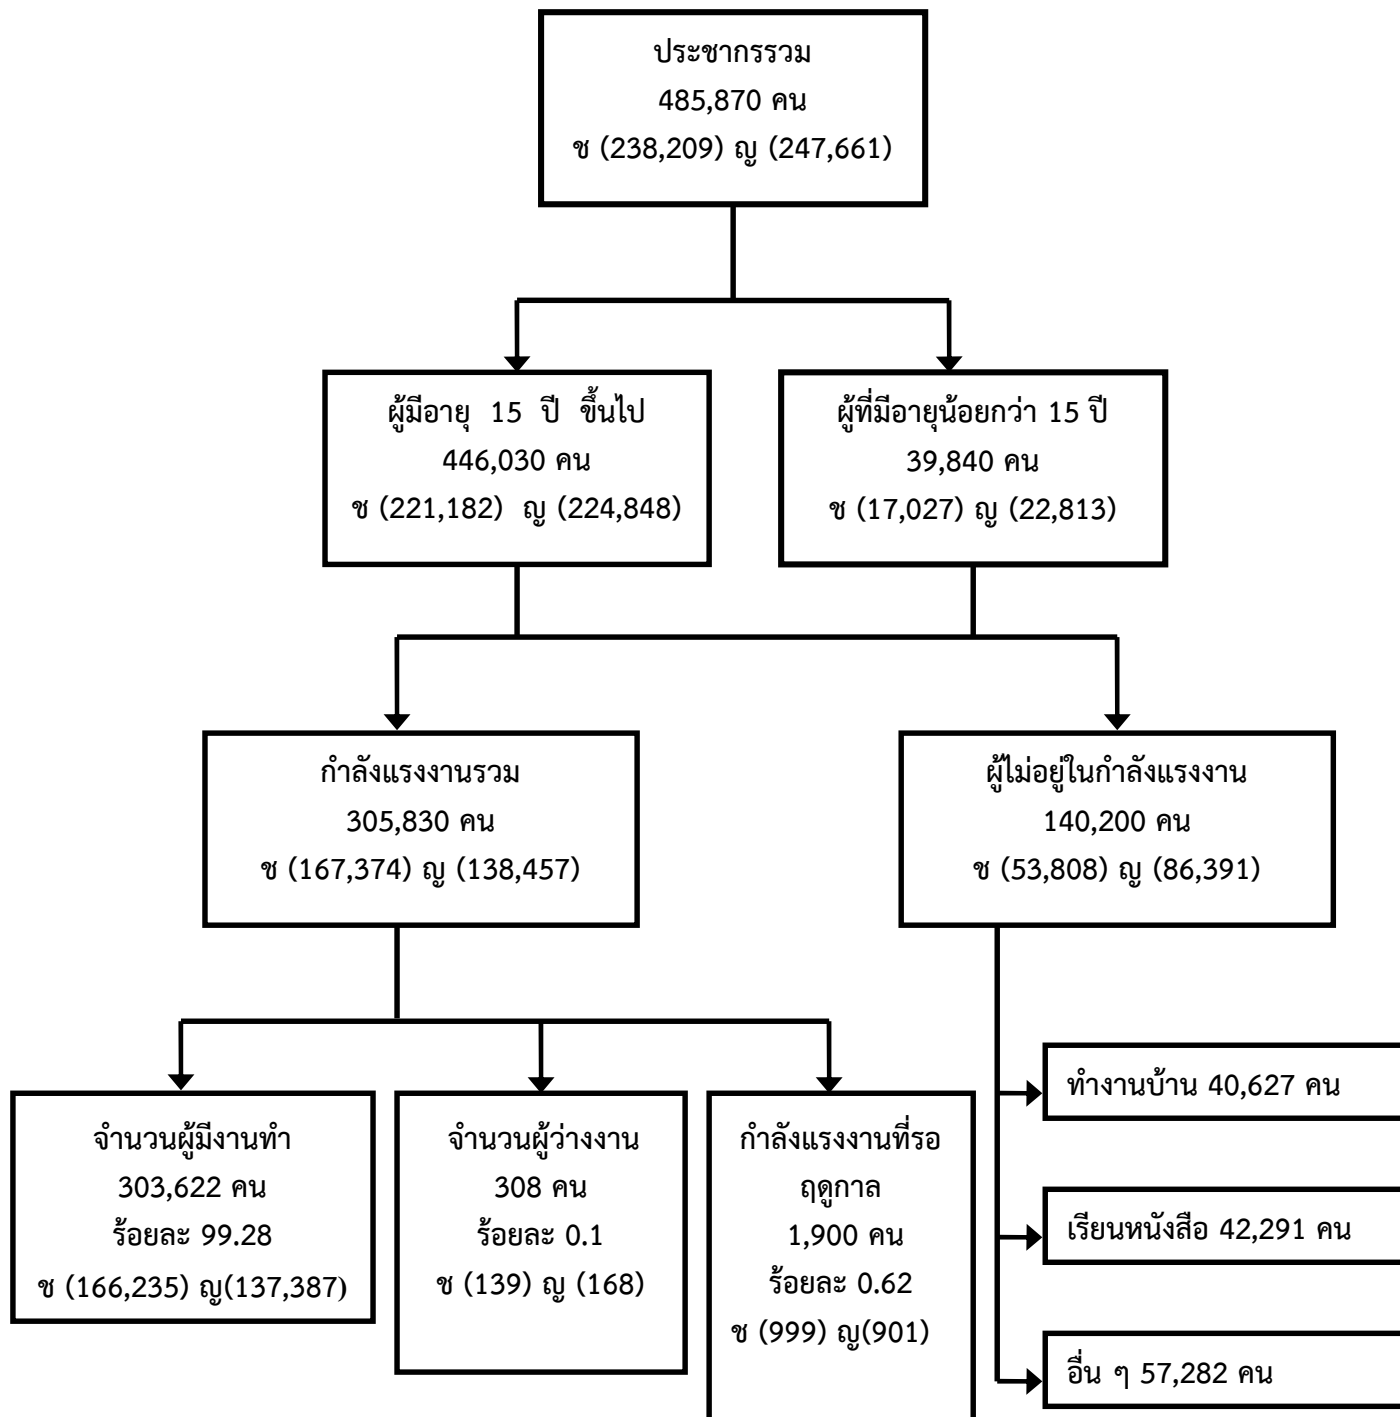 ประชากรรวม
485,870 คน
ช (238,209) ญ (247,661)
ผู้มีอายุ 15 ปี ขึ้นไป
446,030 คน
ช (221,182) ญ (224,848)
ผู้ที่มีอายุน้อยกว่า 15 ปี
39,840 คน
ช (17,027) ญ (22,813)
กำลังแรงงานรวม
305,830 คน
ช (167,374) ญ (138,457)
ผู้ไม่อยู่ในกำลังแรงงาน
140,200 คน
ช (53,808) ญ (86,391)
จำนวนผู้มีงานทำ
303,622 คน
ร้อยละ 99.28
ช (166,235) ญ(137,387)
จำนวนผู้ว่างงาน
308 คน
ร้อยละ 0.1
ช (139) ญ (168)
กำลังแรงงานที่รอ
ฤดูกาล
1,900 คน
ร้อยละ 0.62
ช (999) ญ(901)
ทำงานบ้าน 40,627 คน
เรียนหนังสือ 42,291 คน
อื่น ๆ 57,282 คน